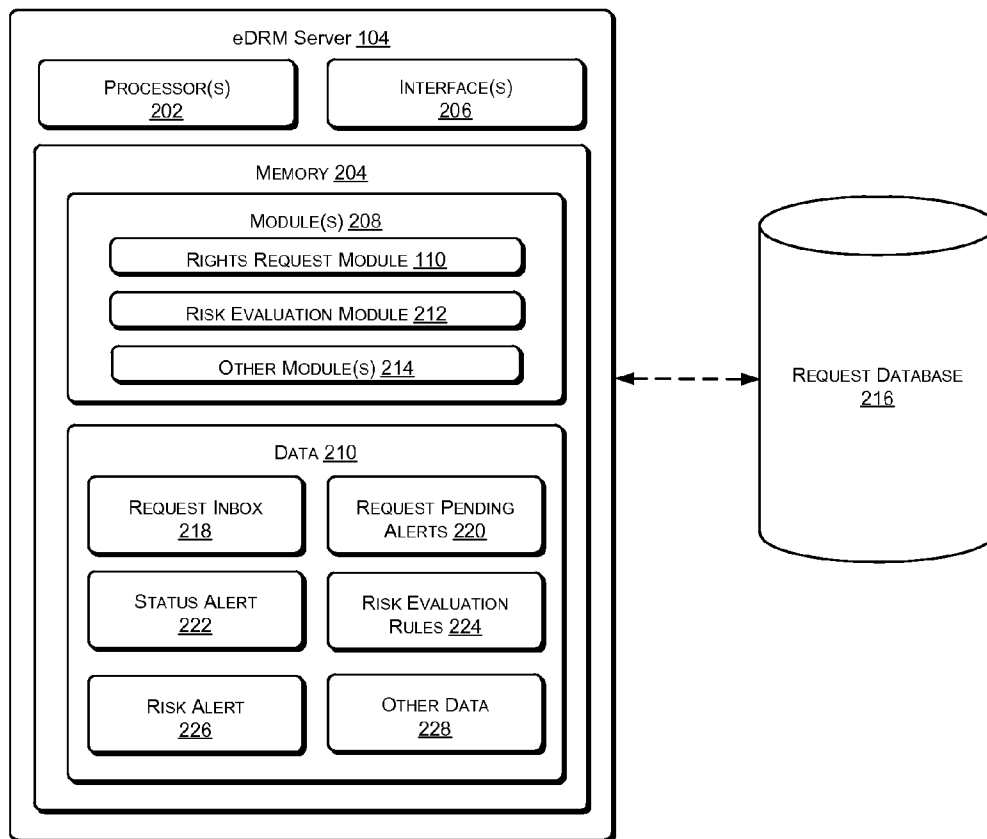 eDRM Server 104
PROCESSOR(S)
202
INTERFACE(S)
206
MEMORY 204
MODULE(S) 208
RIGHTS REQUEST MODULE 110
RISK EVALUATION MODULE 212
OTHER MODULE(S) 214
DATA 210
REQUEST INBOX
218
REQUEST PENDING
ALERTS 220
STATUS ALERT
222
RISK EVALUATION
RULES 224
RISK ALERT
226
OTHER DATA
228
REQUEST DATABASE
216